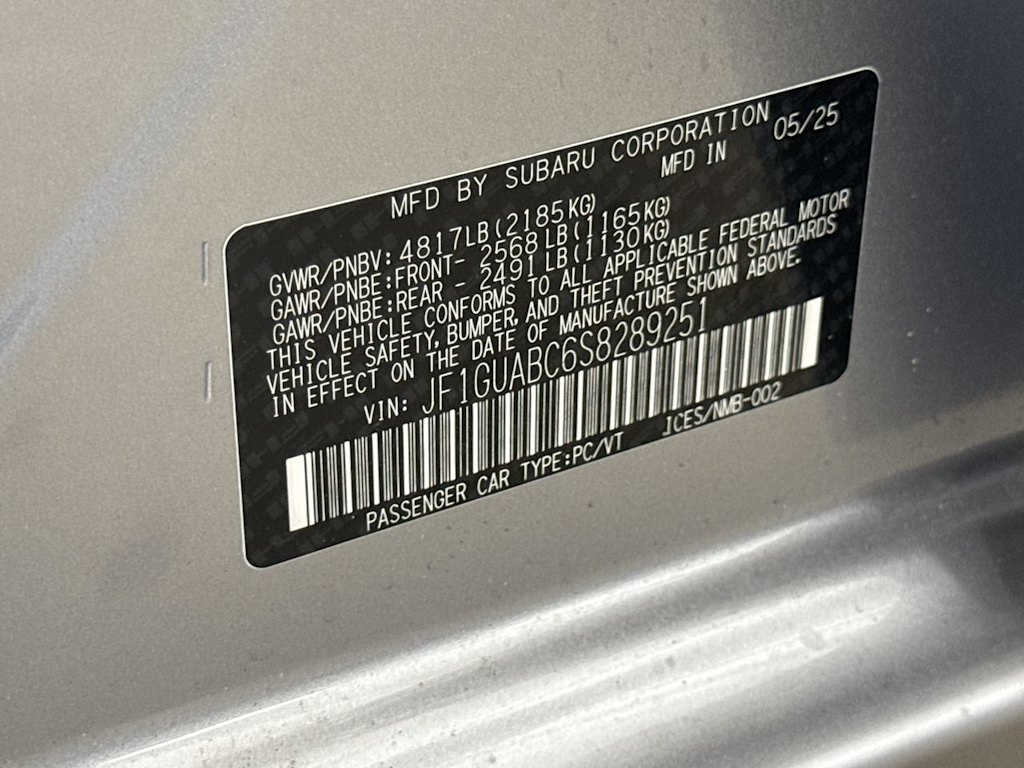 MFD BY SUBARU CORPORATION 05/25
MFD IN
GVWR/PNBV: 4817LB(2185KG)
GAWR/PNBE:FRONT- 2568LB(1165KG)
GAWR/PNBE:REAR - 2491LB(1130KG)
THIS VEHICLE CONFORMS TO ALL APPLICABLE FEDERAL MOTOR
VEHICLE SAFETY, BUMPER, AND THEFT PREVENTION STANDARDS
IN EFFECT ON THE DATE OF MANUFACTURE SHOWN ABOVE.
VIN: JF1GUABC6S8289251
PASSENGER CAR TYPE:PC/VT ICES/NMB-002